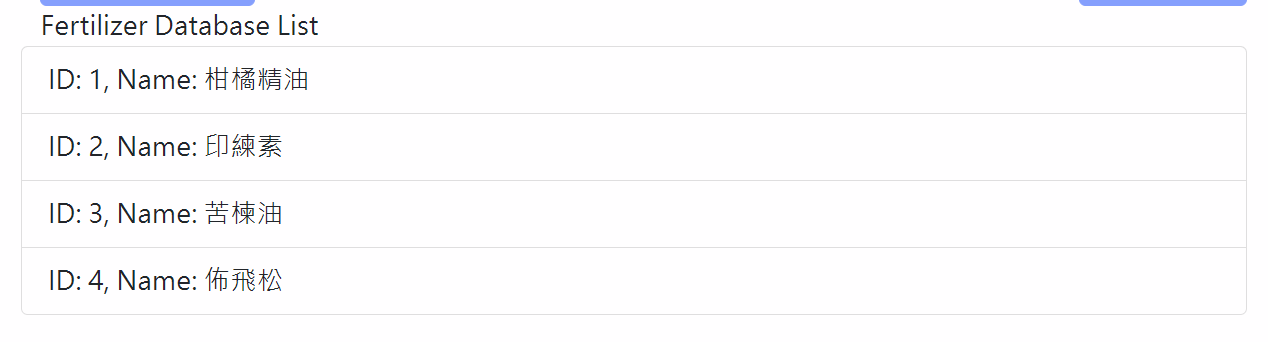 Fertilizer Database List
ID: 1, Name: 柑橘精油
ID: 2, Name: 印練素
ID: 3, Name: 苦楝油
ID: 4, Name: 佈飛松